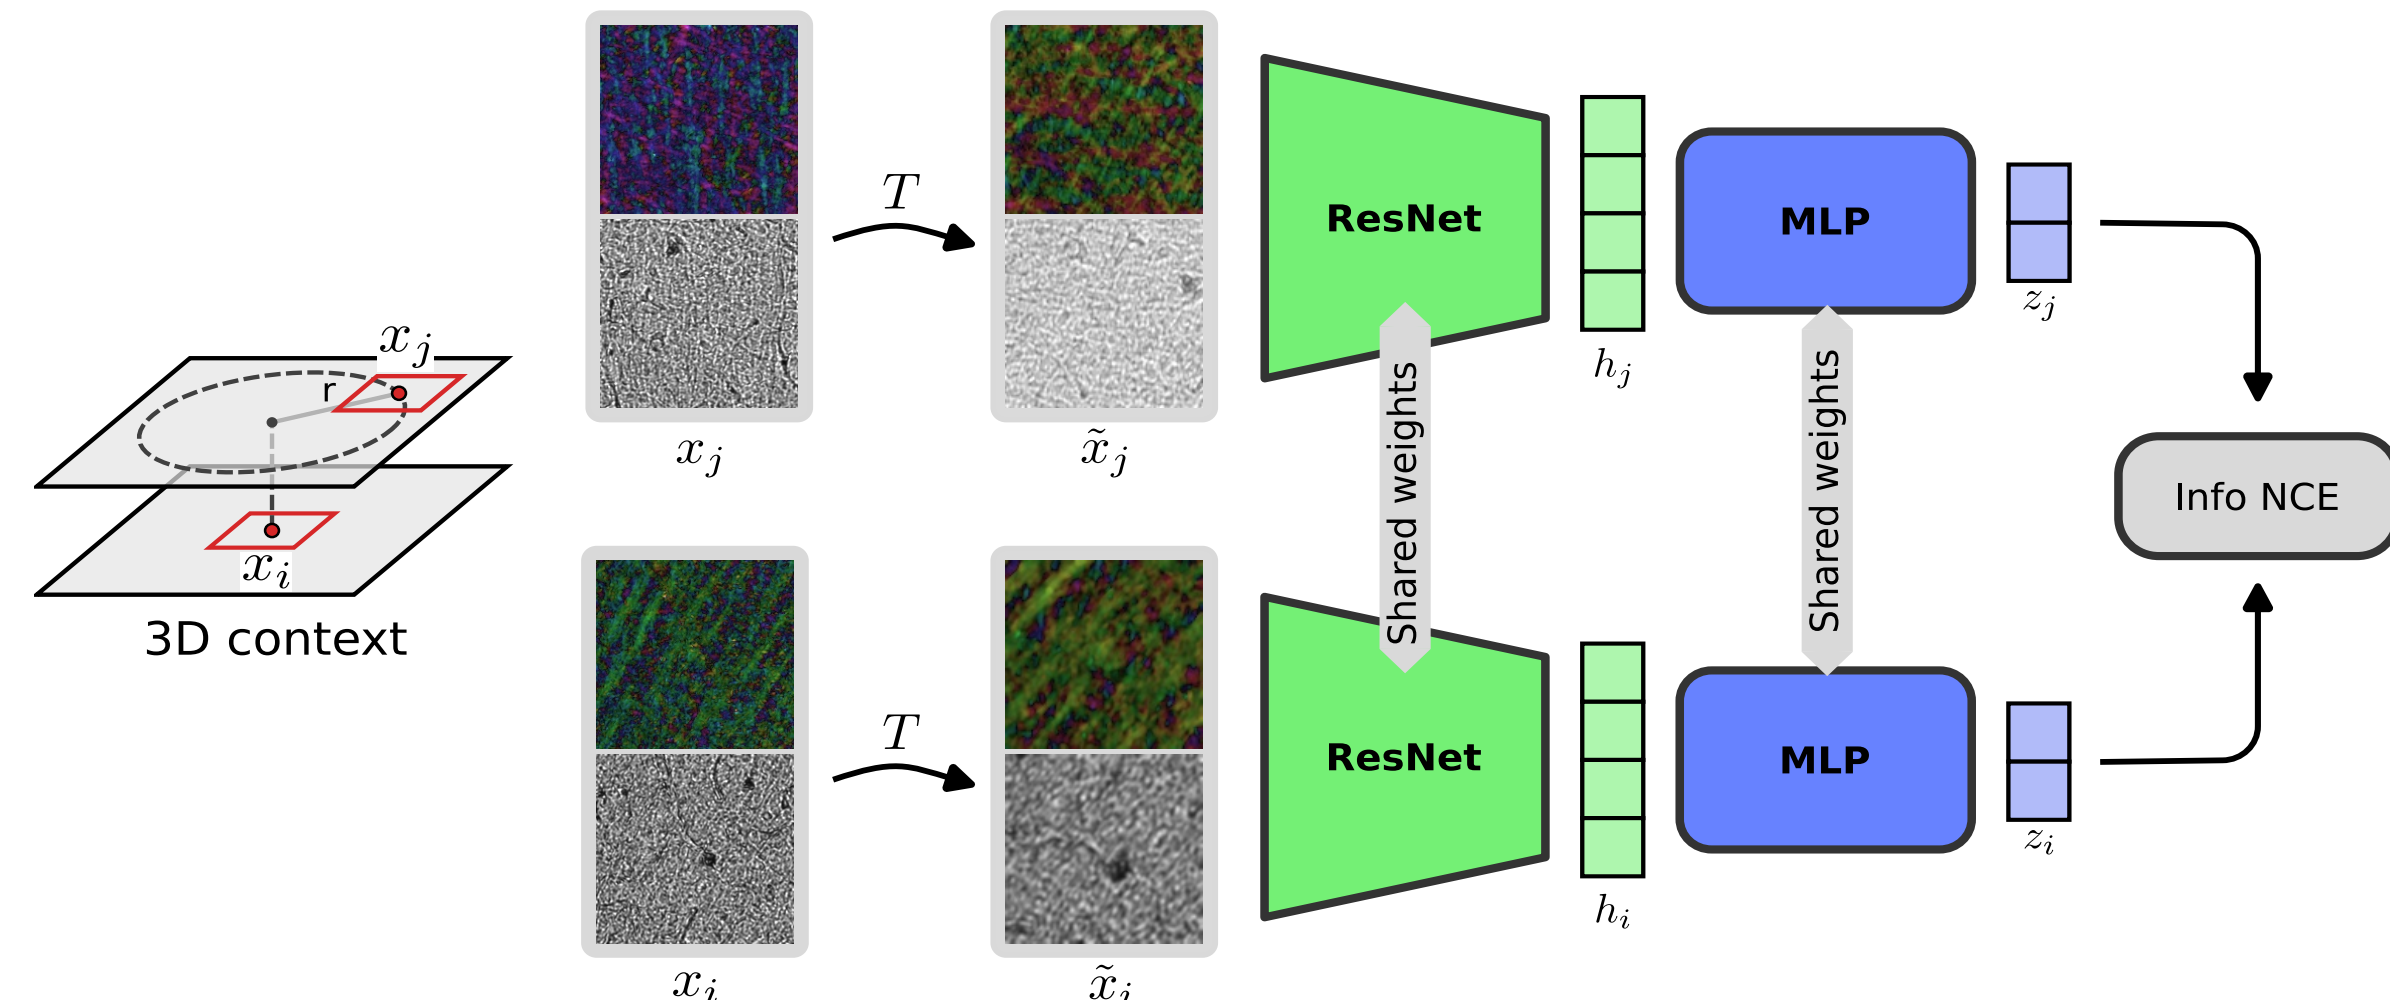 x_j
r
x_i
3D context
x_j
T
x̃_j
ResNet
h_j
MLP
z_j
Shared weights
Shared weights
Info NCE
x_i
T
x̃_i
ResNet
h_i
MLP
z_i